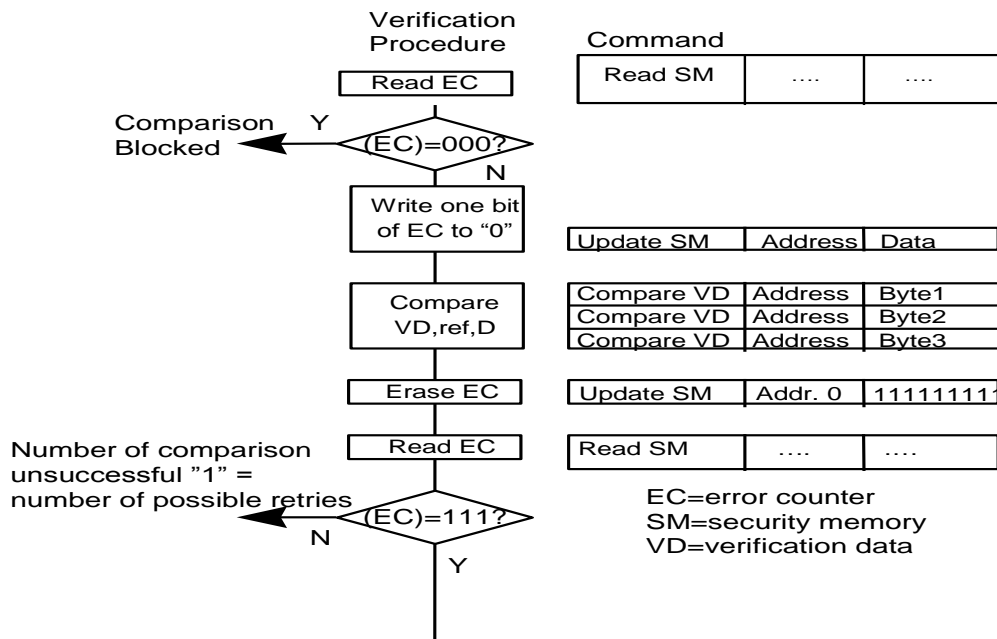 Verification
Procedure
Command
Read EC
Read SM .... ....
Comparison
Blocked
Y
(EC)=000?
N
Write one bit
of EC to “0”
Update SM Address Data
Compare
VD,ref,D
Compare VD Address Byte1
Compare VD Address Byte2
Compare VD Address Byte3
Erase EC
Update SM Addr. 0 111111111
Read EC
Read SM .... ....
Number of comparison
unsuccessful ”1” =
number of possible retries
(EC)=111?
N
Y
EC=error counter
SM=security memory
VD=verification data